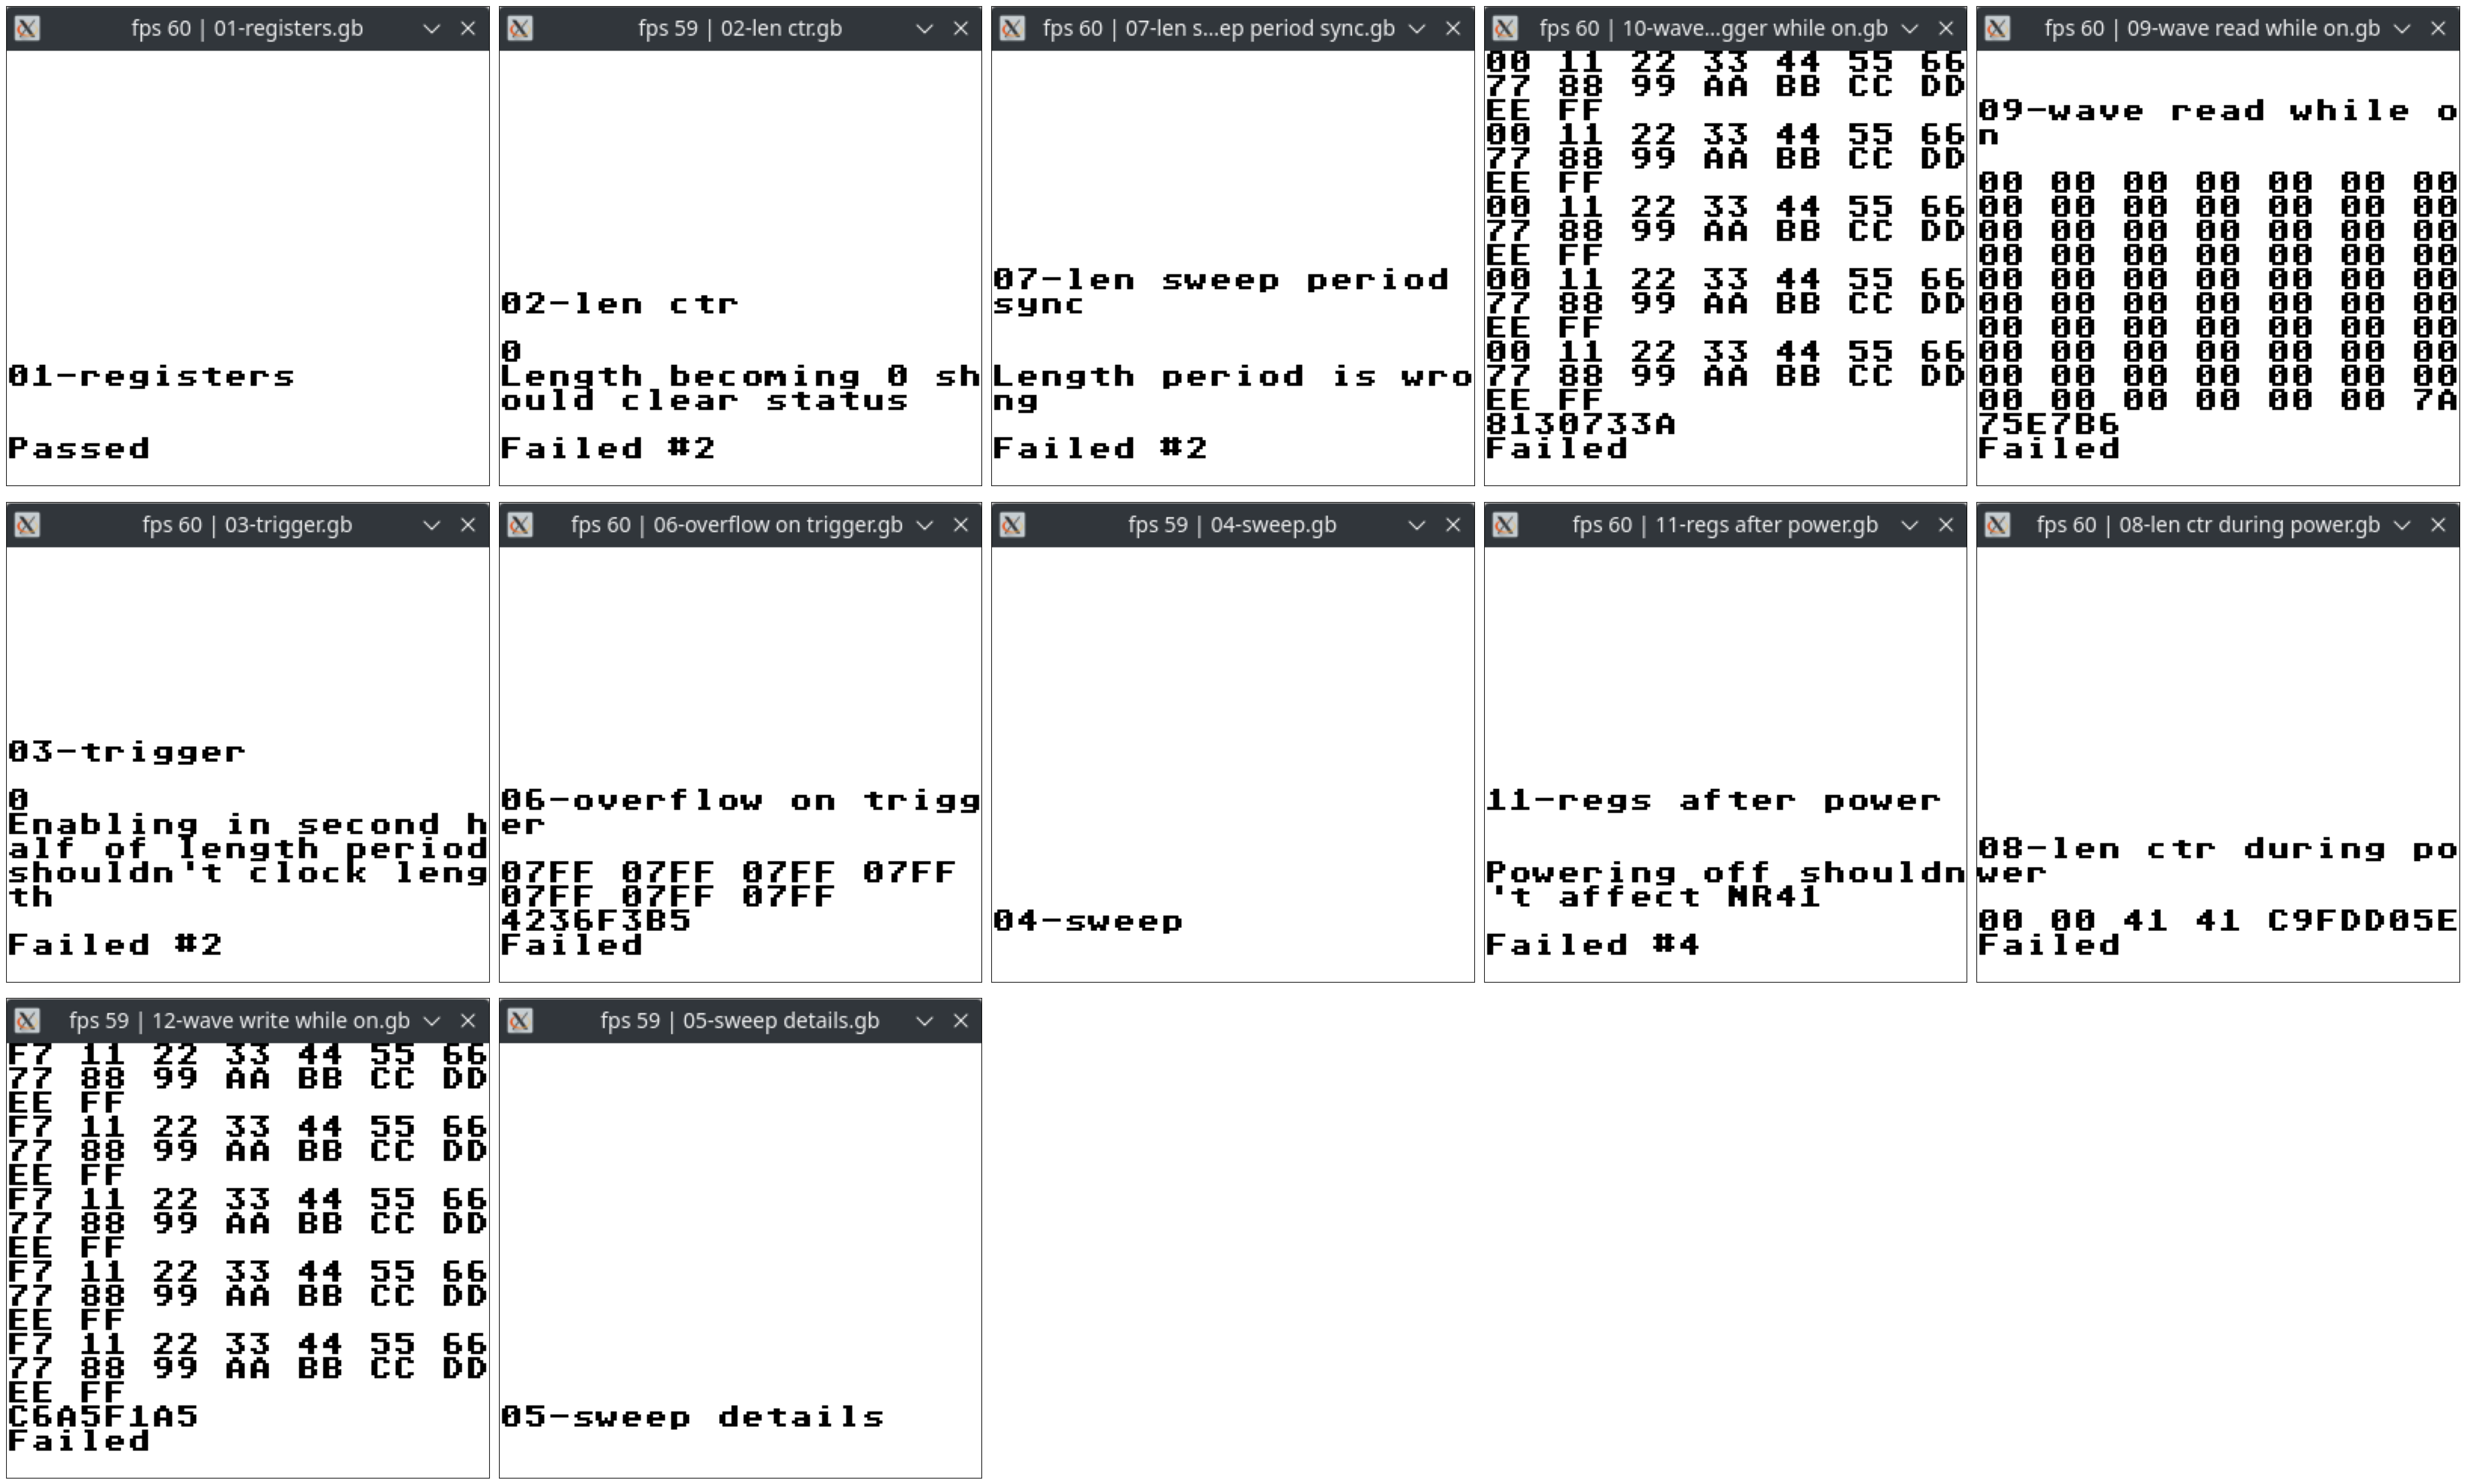 fps 60 | 01-registers.gb
01-registers
Passed
fps 59 | 02-len ctr.gb
02-len ctr
0
Length becoming 0 sh
ould clear status
Failed #2
fps 60 | 07-len s...ep period sync.gb
07-len sweep period
sync
Length period is wro
ng
Failed #2
fps 60 | 10-wave...gger while on.gb
00 11 22 33 44 55 66
77 88 99 AA BB CC DD
EE FF
00 11 22 33 44 55 66
77 88 99 AA BB CC DD
EE FF
00 11 22 33 44 55 66
77 88 99 AA BB CC DD
EE FF
00 11 22 33 44 55 66
77 88 99 AA BB CC DD
EE FF
00 11 22 33 44 55 66
77 88 99 AA BB CC DD
EE FF
8130733A
Failed
fps 60 | 09-wave read while on.gb
09-wave read while o
n
00 00 00 00 00 00 00
00 00 00 00 00 00 00
00 00 00 00 00 00 00
00 00 00 00 00 00 00
00 00 00 00 00 00 00
00 00 00 00 00 00 00
00 00 00 00 00 00 00
00 00 00 00 00 00 00
00 00 00 00 00 00 00
00 00 00 00 00 00 7A
75E7B6
Failed
fps 60 | 03-trigger.gb
03-trigger
0
Enabling in second h
alf of length period
shouldn't clock leng
th
Failed #2
fps 60 | 06-overflow on trigger.gb
06-overflow on trigg
er
07FF 07FF 07FF 07FF
07FF 07FF 07FF
4236F3B5
Failed
fps 59 | 04-sweep.gb
04-sweep
fps 60 | 11-regs after power.gb
11-regs after power
Powering off shouldn
't affect NR41
Failed #4
fps 60 | 08-len ctr during power.gb
08-len ctr during po
wer
00 00 41 41 C9FDD05E
Failed
fps 59 | 12-wave write while on.gb
F7 11 22 33 44 55 66
77 88 99 AA BB CC DD
EE FF
F7 11 22 33 44 55 66
77 88 99 AA BB CC DD
EE FF
F7 11 22 33 44 55 66
77 88 99 AA BB CC DD
EE FF
F7 11 22 33 44 55 66
77 88 99 AA BB CC DD
EE FF
F7 11 22 33 44 55 66
77 88 99 AA BB CC DD
EE FF
C6A5F1A5
Failed
fps 59 | 05-sweep details.gb
05-sweep details